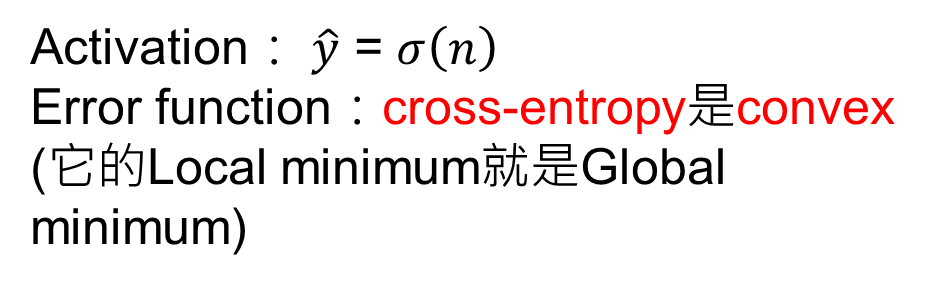 Activation： ŷ = σ(n)
Error function：cross-entropy是convex
(它的Local minimum就是Global
minimum)